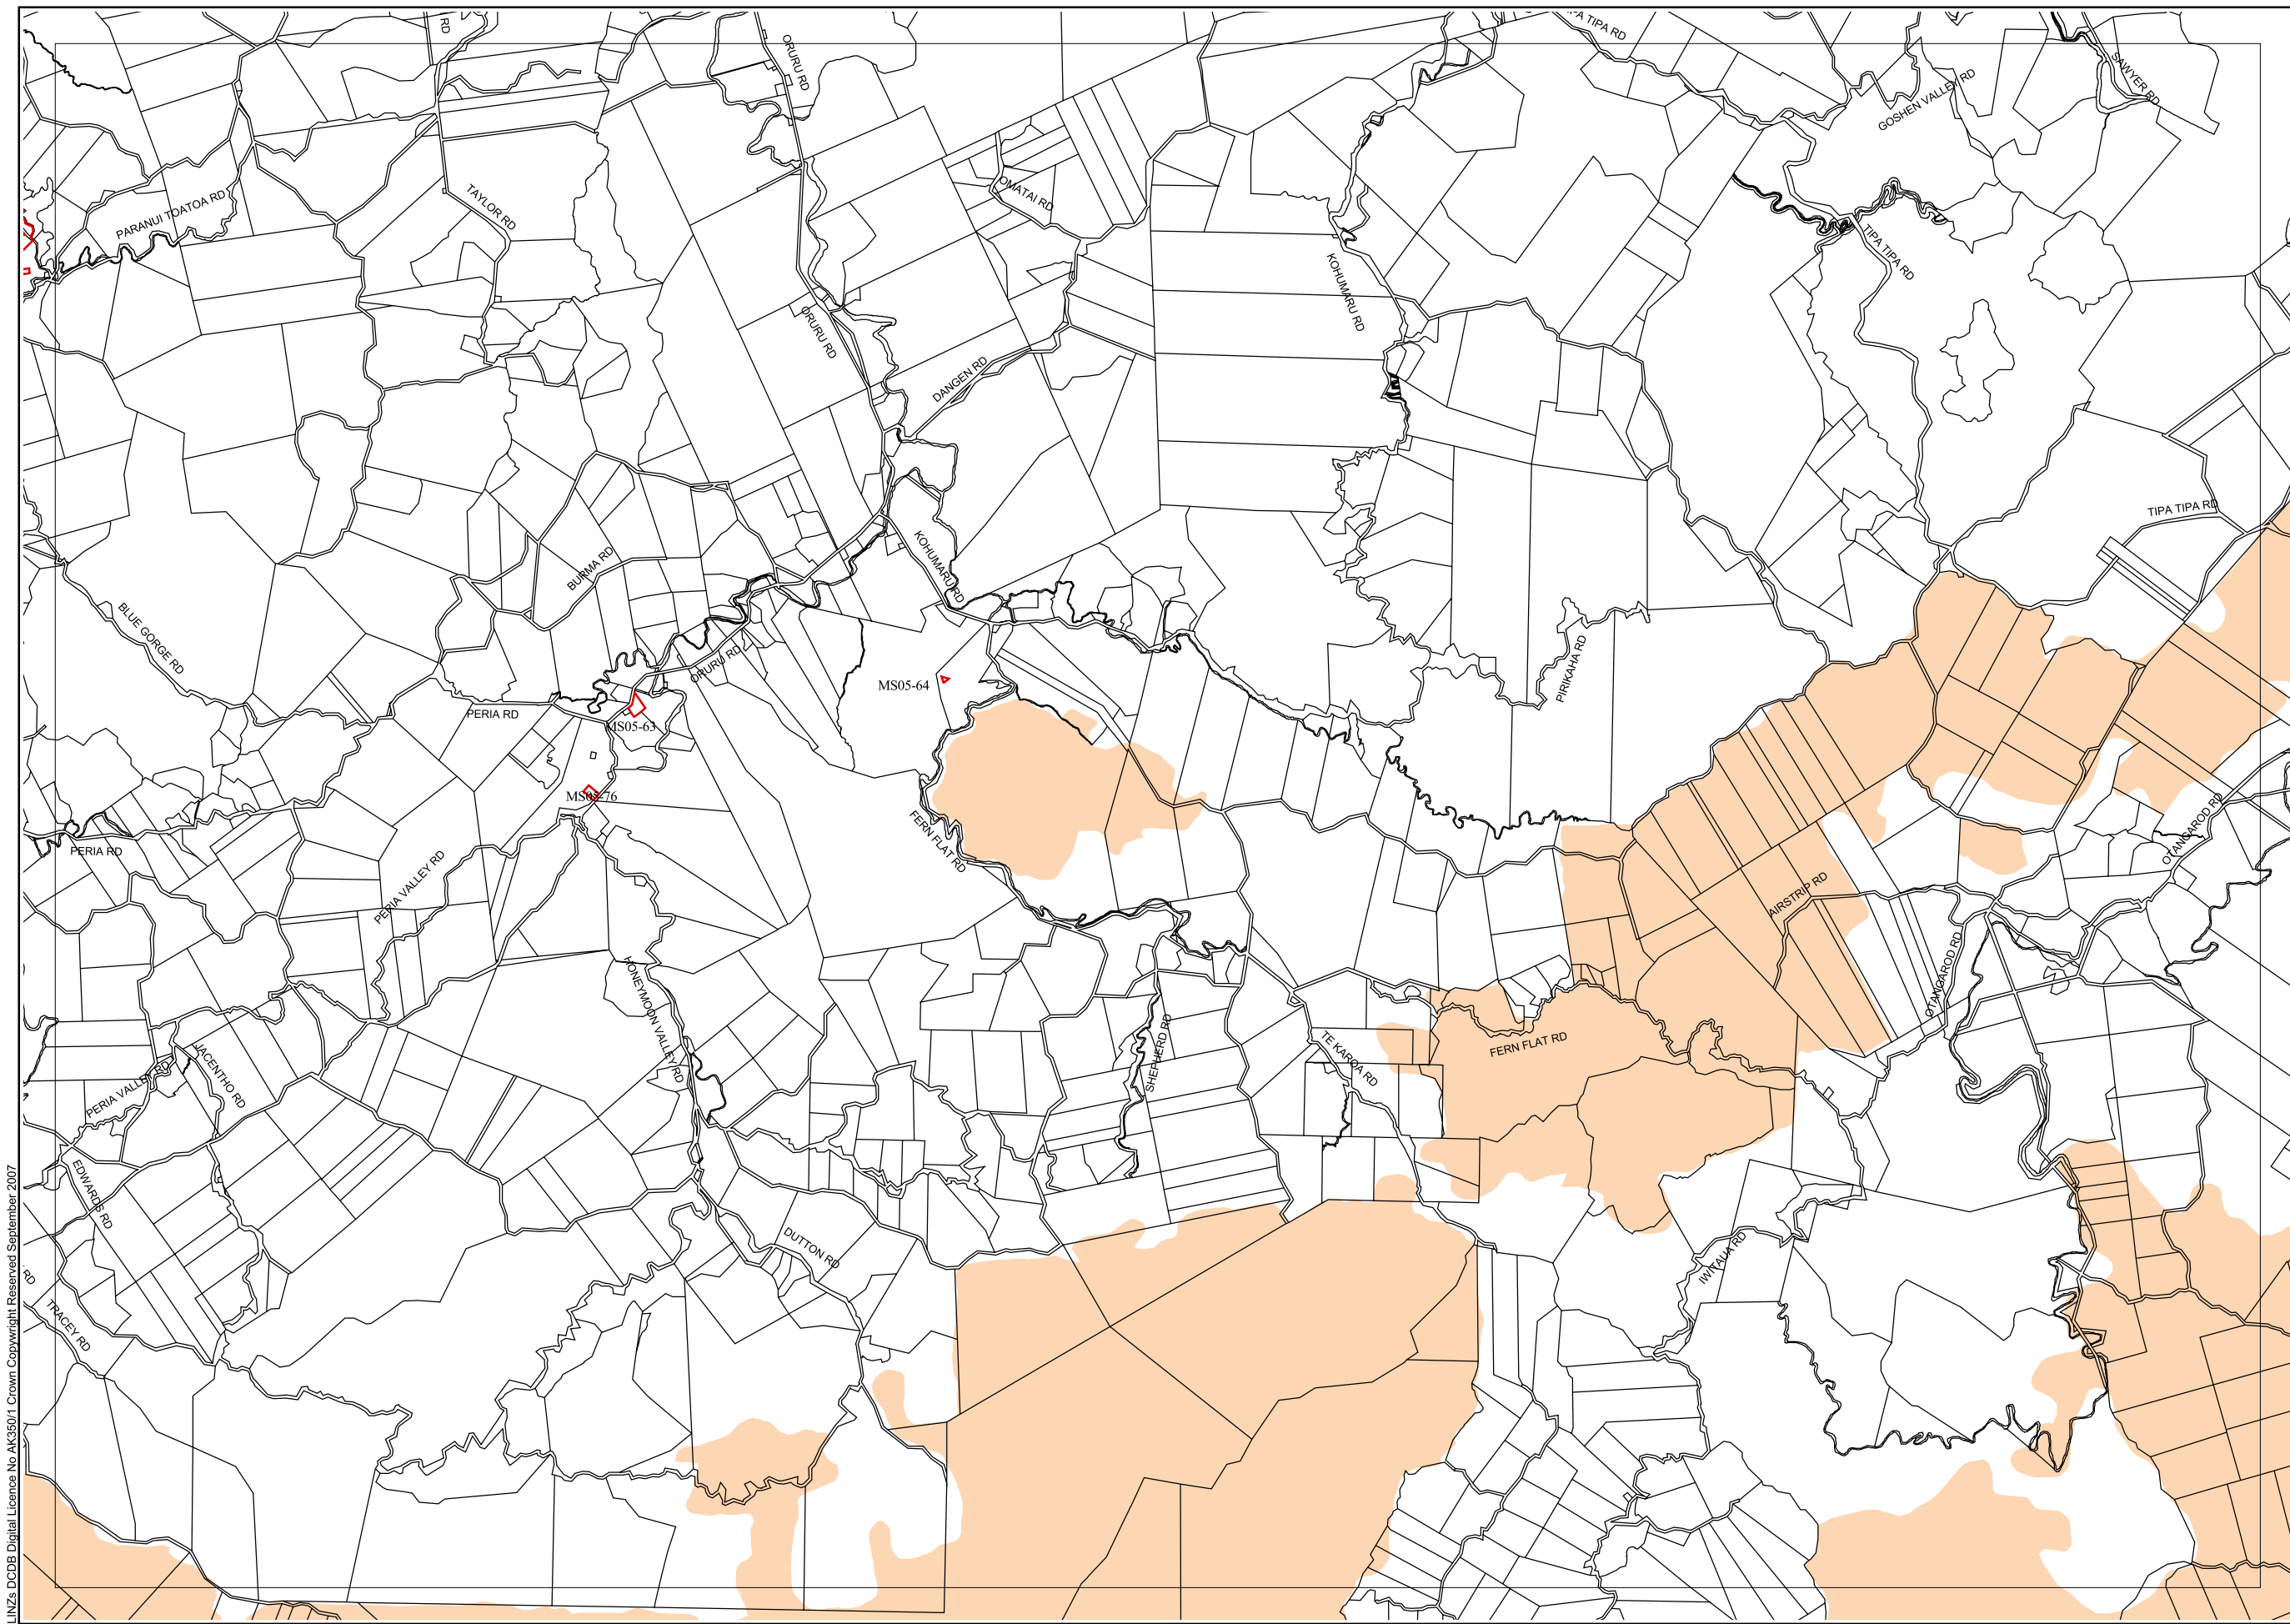 RD
ORURU RD
TIPA TIPA RD
SAWYER RD
GOSHEN VALLEY RD
PARANUI TOATOA RD
TAYLOR RD
OMATAI RD
KOHUMARU RD
TIPA TIPA RD
ORURU RD
DANGEN RD
TIPA TIPA RD
BURMA RD
KOHUMARU RD
BLUE GORGE RD
ORURU RD
PIRIKAHA RD
MS05-64
PERIA RD
MS05-63
MS05-76
FERN FLAT RD
OTANGAROD RD
PERIA RD
PERIA VALLEY RD
AIRSTRIP RD
HONEYMOON VALLEY RD
OTANGAROD RD
SHEPHERD RD
TE KAROA RD
FERN FLAT RD
JACENTHO RD
PERIA VALLEY RD
EDWARDS RD
DUTTON RD
IWITAUA RD
RD
TRACEY RD
LINZs DCDB Digital Licence No AK350/1 Crown Copywright Reserved September 2007